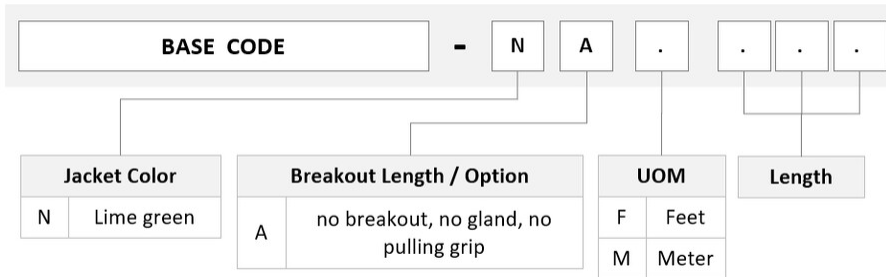 BASE CODE - N A . . . .
Jacket Color
N Lime green
Breakout Length / Option
A no breakout, no gland, no
pulling grip
UOM
F Feet
M Meter
Length